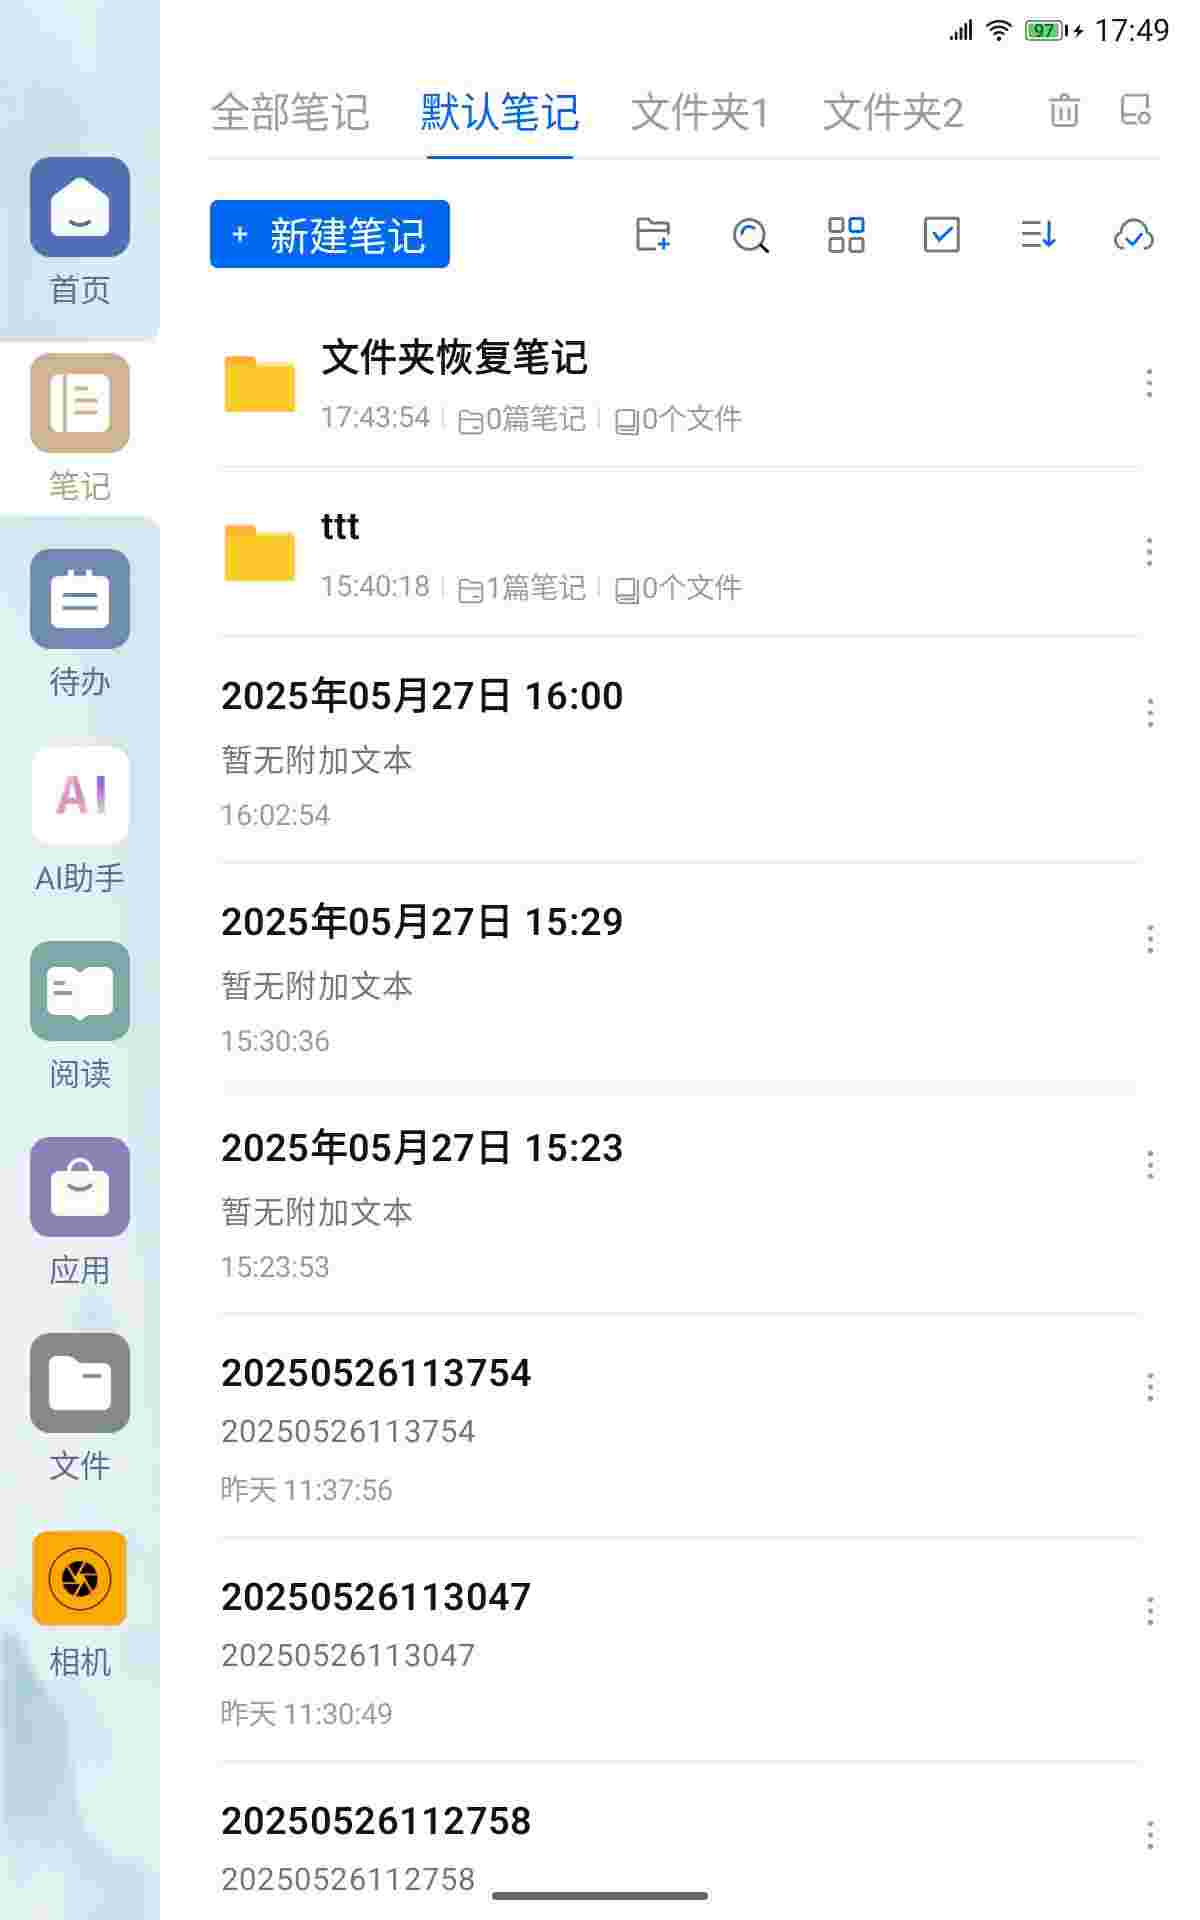 97 17:49
全部笔记 默认笔记 文件夹1 文件夹2
+ 新建笔记
首页
笔记
待办
AI
AI助手
阅读
应用
文件
相机
文件夹恢复笔记
17:43:54 0篇笔记 0个文件
ttt
15:40:18 1篇笔记 0个文件
2025年05月27日 16:00
暂无附加文本
16:02:54
2025年05月27日 15:29
暂无附加文本
15:30:36
2025年05月27日 15:23
暂无附加文本
15:23:53
20250526113754
20250526113754
昨天 11:37:56
20250526113047
20250526113047
昨天 11:30:49
20250526112758
20250526112758